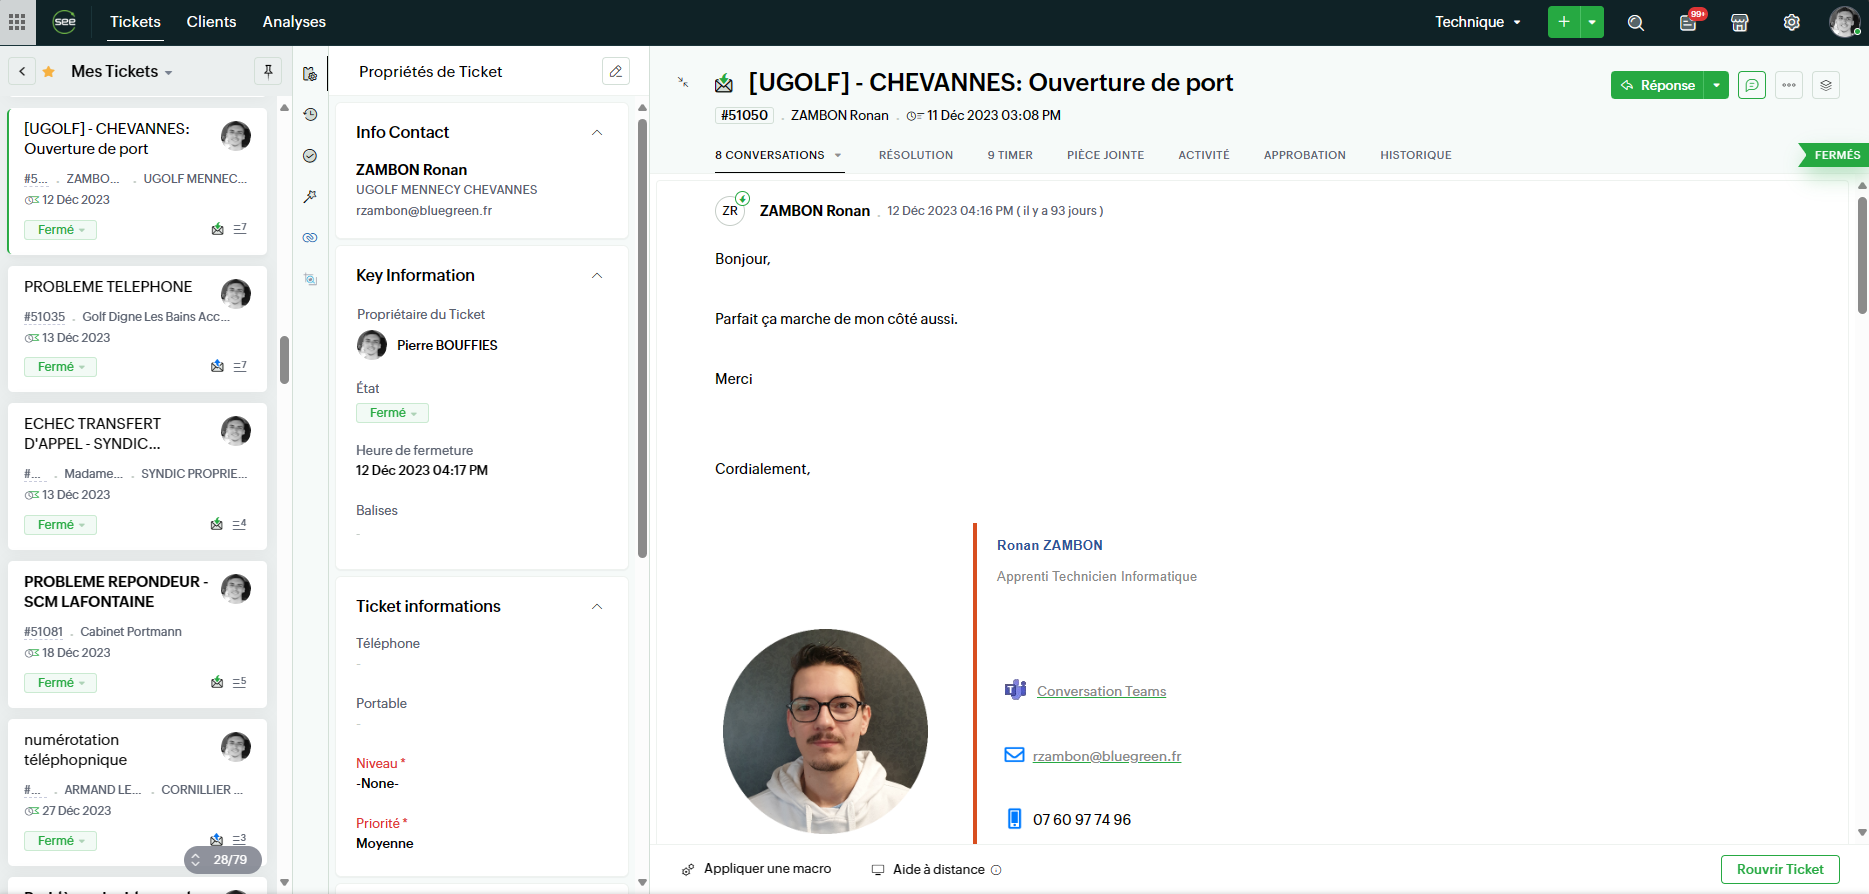 see
Tickets
Clients
Analyses
Technique
99+
Mes Tickets
[UGOLF] - CHEVANNES:
Ouverture de port
#5... . ZAMBO... . UGOLF MENNEC...
12 Déc 2023
Fermé
7
PROBLEME TELEPHONE
#51035 . Golf Digne Les Bains Acc...
13 Déc 2023
Fermé
7
ECHEC TRANSFERT
D'APPEL - SYNDIC...
#... . Madame... . SYNDIC PROPRIE...
13 Déc 2023
Fermé
4
PROBLEME REPONDEUR -
SCM LAFONTAINE
#51081 . Cabinet Portmann
18 Déc 2023
Fermé
5
numérotation
téléphopnique
#... . ARMAND LE... . CORNILLIER ...
27 Déc 2023
Fermé
3
28/79
Propriétés de Ticket
Info Contact
ZAMBON Ronan
UGOLF MENNECY CHEVANNES
rzambon@bluegreen.fr
Key Information
Propriétaire du Ticket
Pierre BOUFFIES
État
Fermé
Heure de fermeture
12 Déc 2023 04:17 PM
Balises
-
Ticket informations
Téléphone
-
Portable
-
Niveau *
-None-
Priorité *
Moyenne
[UGOLF] - CHEVANNES: Ouverture de port
#51050 . ZAMBON Ronan . 11 Déc 2023 03:08 PM
Réponse
8 CONVERSATIONS
RÉSOLUTION
9 TIMER
PIÈCE JOINTE
ACTIVITÉ
APPROBATION
HISTORIQUE
FERMÉS
ZR
ZAMBON Ronan . 12 Déc 2023 04:16 PM ( il y a 93 jours )
Bonjour,
Parfait ça marche de mon côté aussi.
Merci
Cordialement,
Ronan ZAMBON
Apprenti Technicien Informatique
Conversation Teams
rzambon@bluegreen.fr
07 60 97 74 96
Appliquer une macro
Aide à distance
Rouvrir Ticket